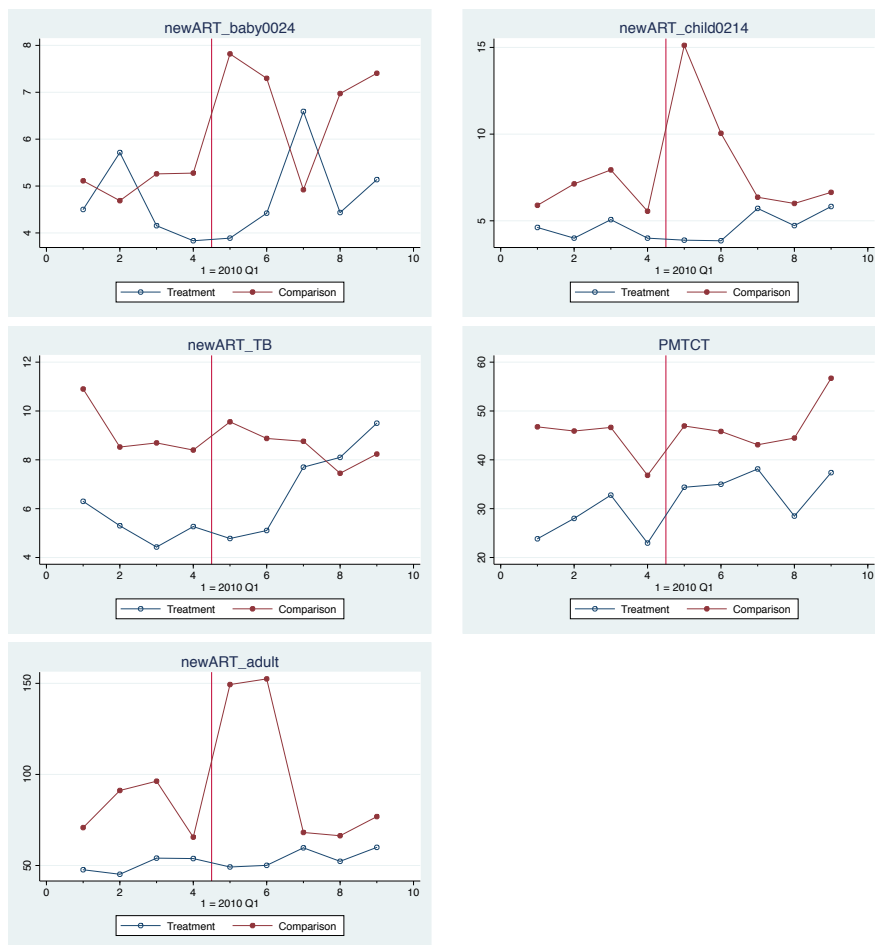 newART_baby0024
8
7
6
5
4
0 2 4 6 8 10
1 = 2010 Q1
Treatment Comparison
newART_child0214
15
10
5
0 2 4 6 8 10
1 = 2010 Q1
Treatment Comparison
newART_TB
12
10
8
6
4
0 2 4 6 8 10
1 = 2010 Q1
Treatment Comparison
PMTCT
60
50
40
30
20
0 2 4 6 8 10
1 = 2010 Q1
Treatment Comparison
newART_adult
150
100
50
0 2 4 6 8 10
1 = 2010 Q1
Treatment Comparison